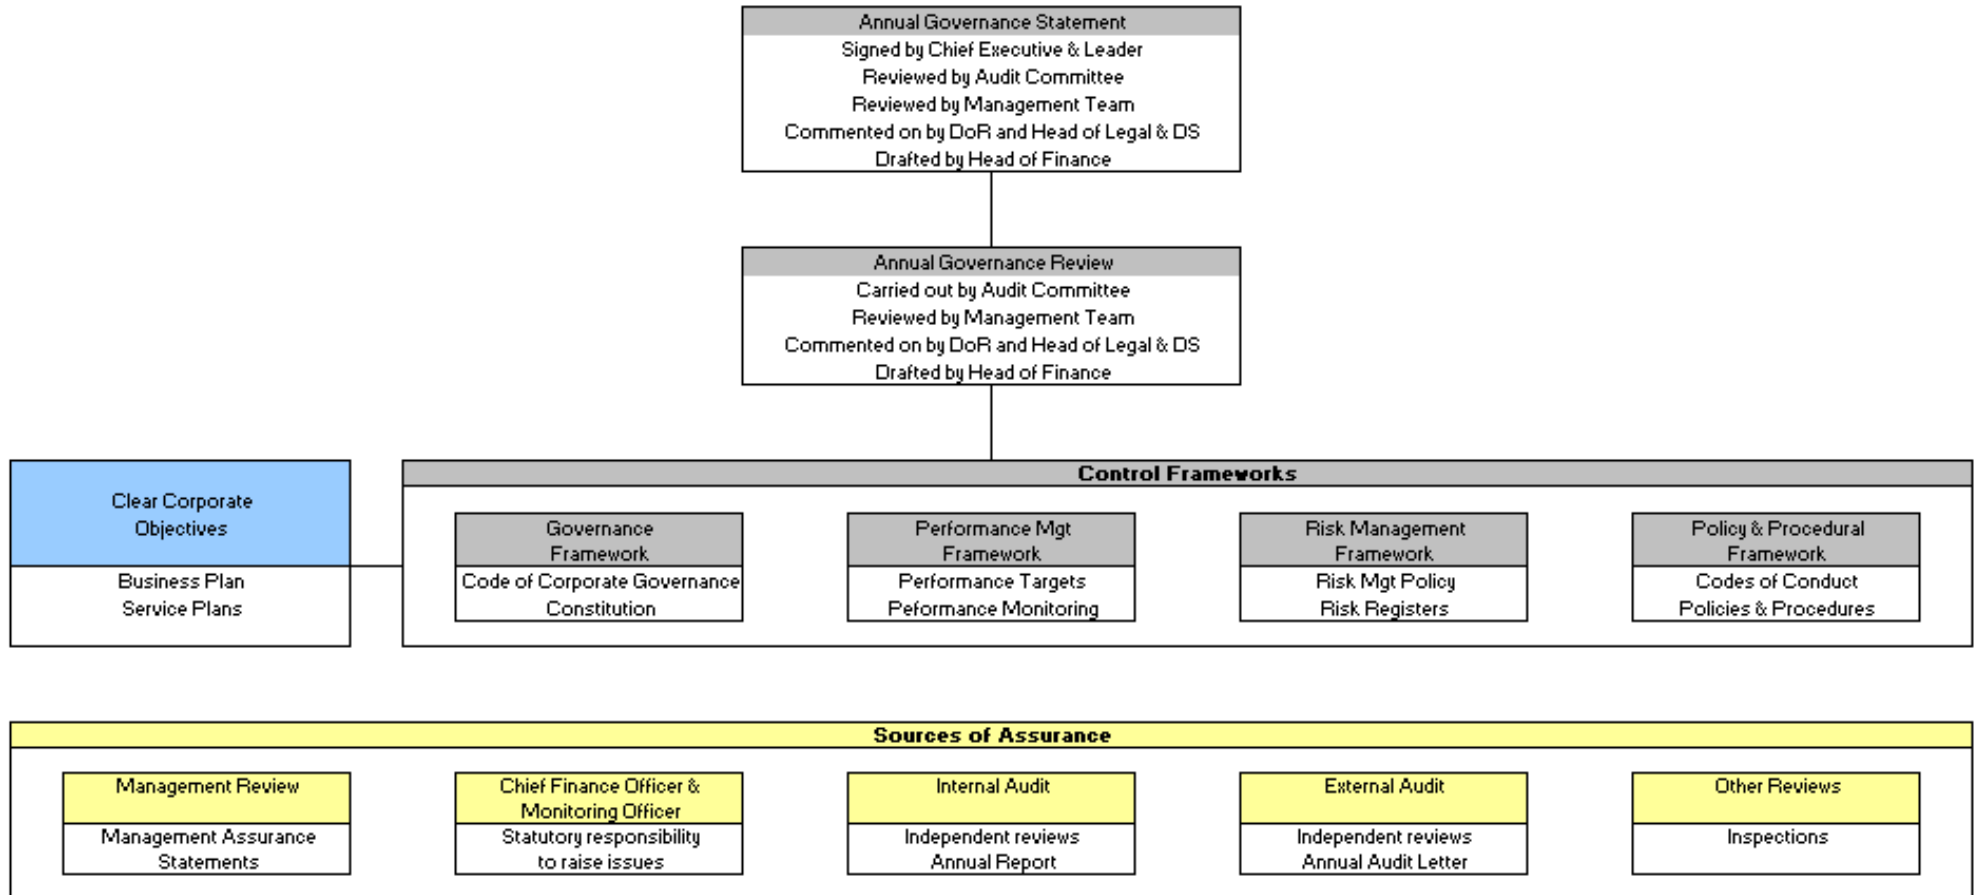 Annual Governance Statement
Signed by Chief Executive & Leader
Reviewed by Audit Committee
Reviewed by Management Team
Commented on by DoR and Head of Legal & DS
Drafted by Head of Finance
Annual Governance Review
Carried out by Audit Committee
Reviewed by Management Team
Commented on by DoR and Head of Legal & DS
Drafted by Head of Finance
Clear Corporate
Objectives
Business Plan
Service Plans
Control Frameworks
Governance
Framework
Code of Corporate Governance
Constitution
Performance Mgt
Framework
Performance Targets
Peformance Monitoring
Risk Management
Framework
Risk Mgt Policy
Risk Registers
Policy & Procedural
Framework
Codes of Conduct
Policies & Procedures
Sources of Assurance
Management Review
Management Assurance
Statements
Chief Finance Officer &
Monitoring Officer
Statutory responsibility
to raise issues
Internal Audit
Independent reviews
Annual Report
External Audit
Independent reviews
Annual Audit Letter
Other Reviews
Inspections